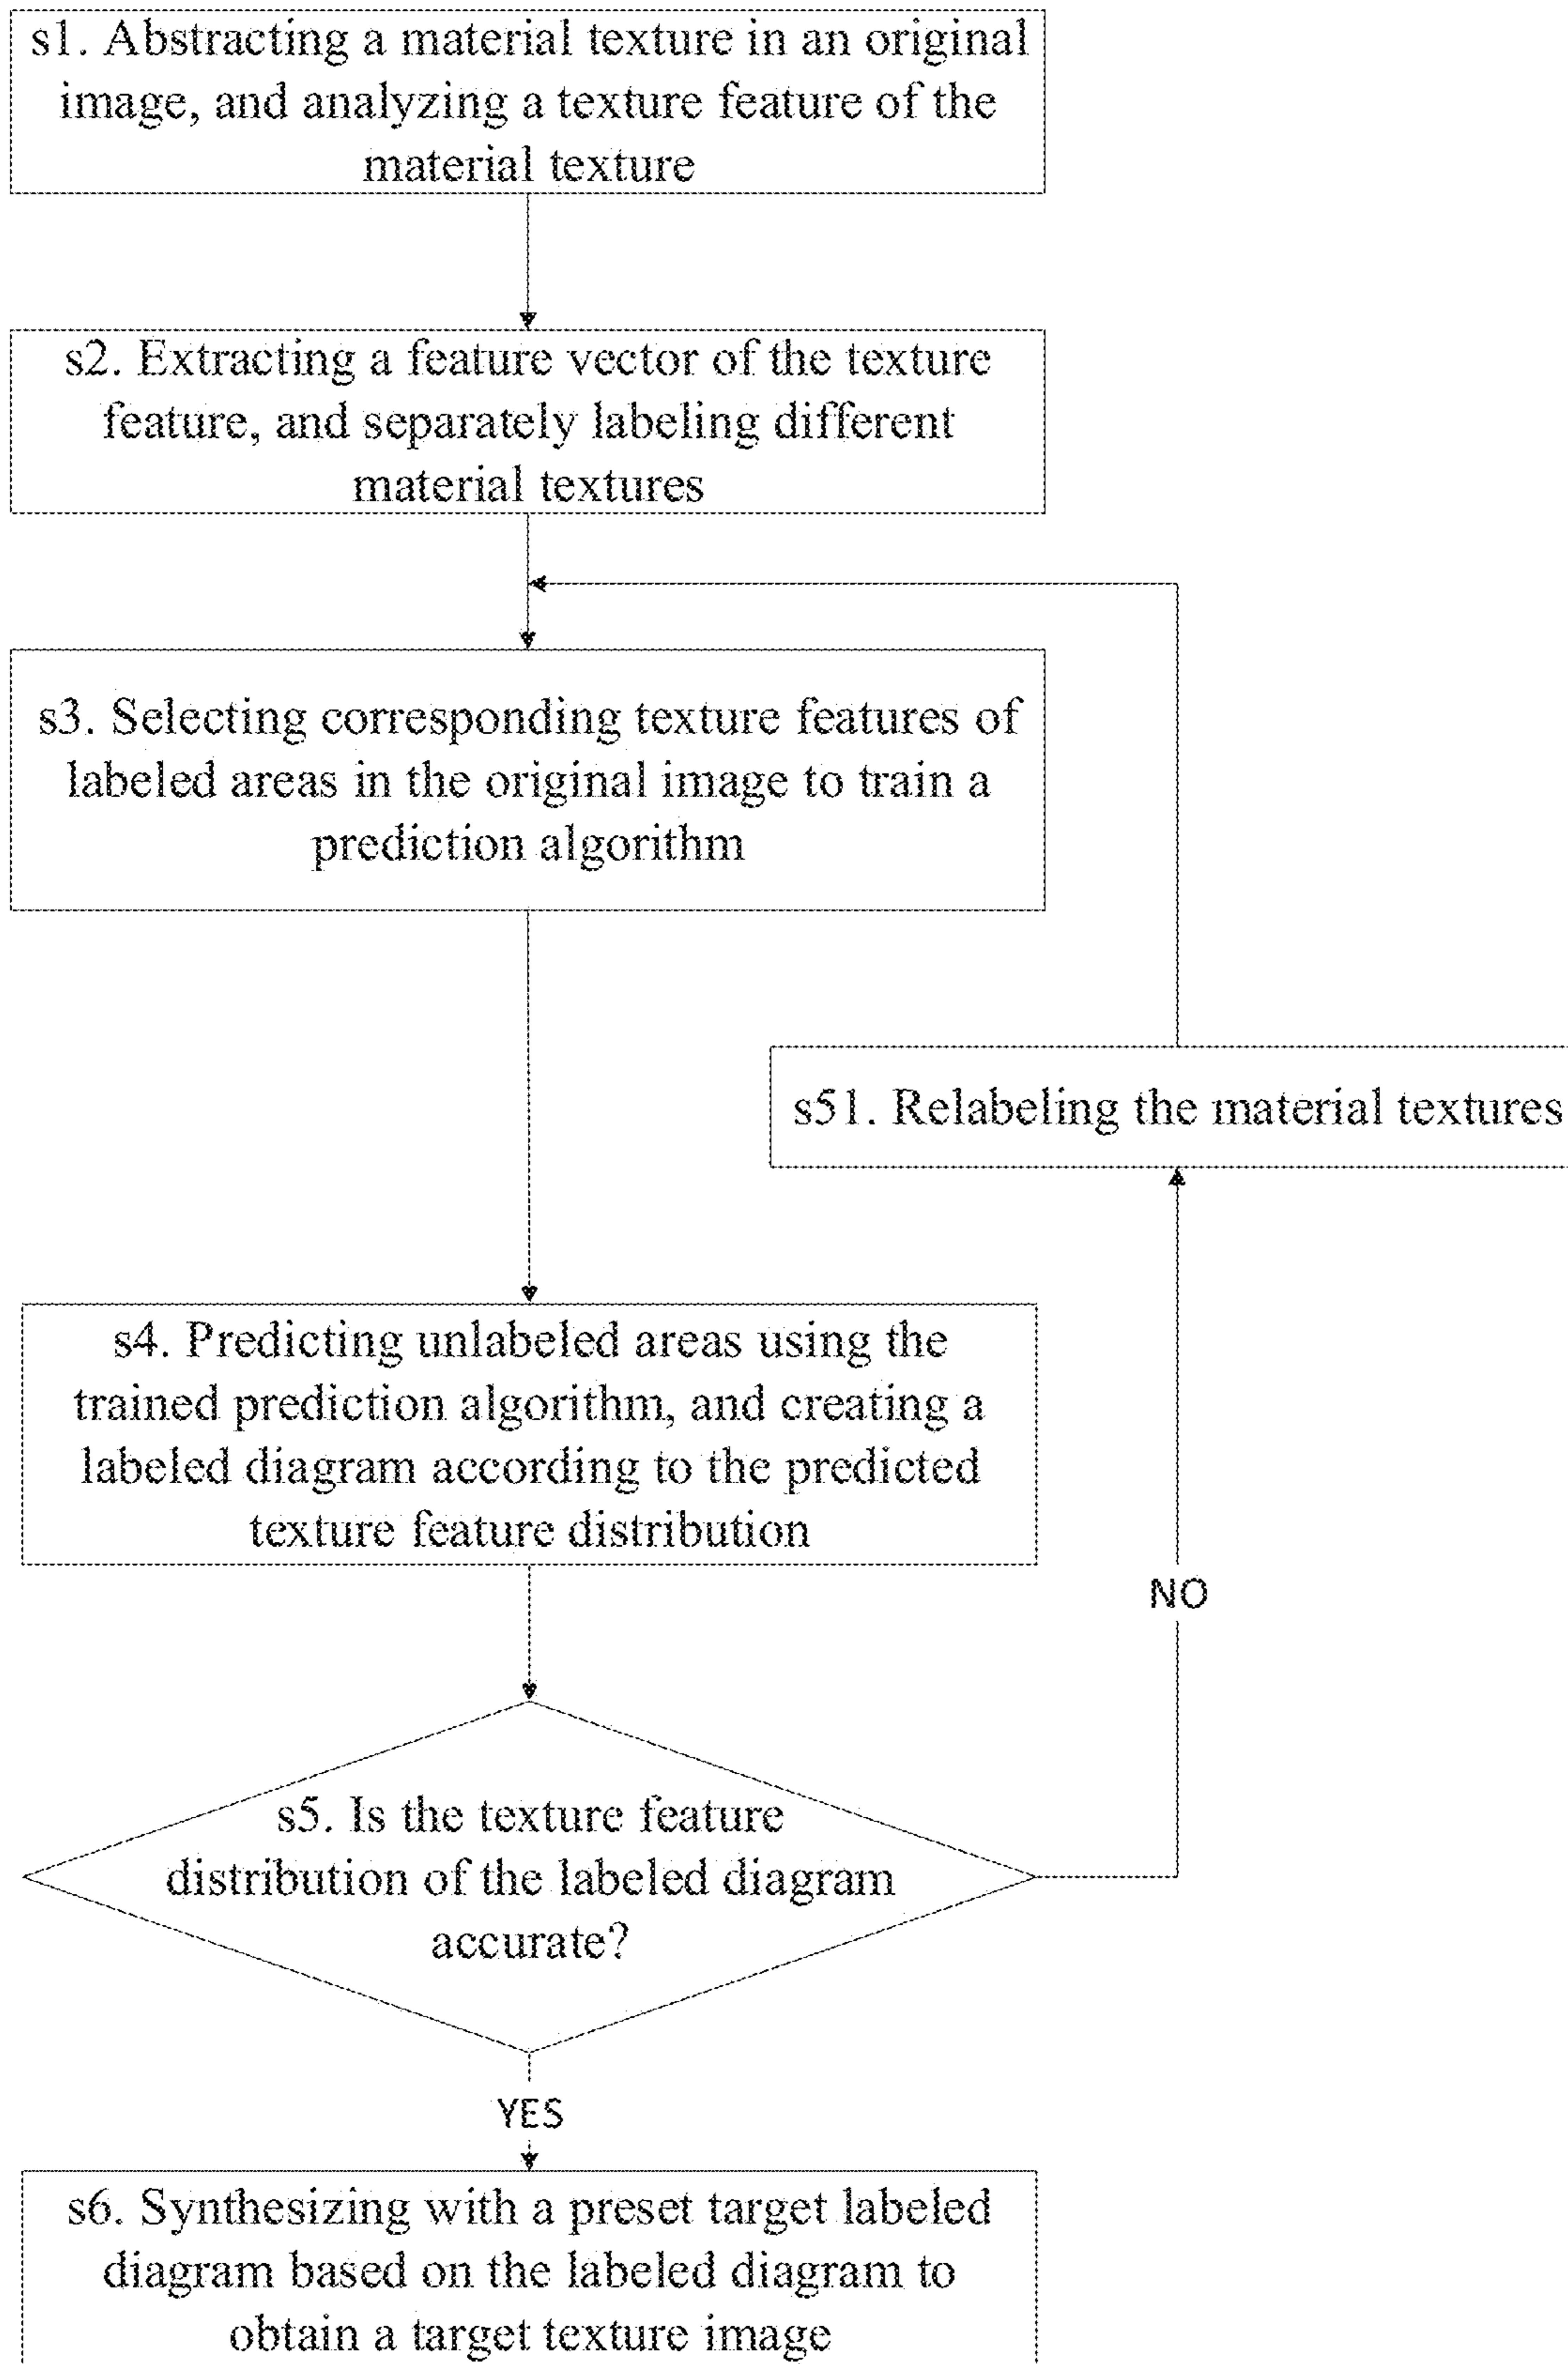 s1. Abstracting a material texture in an original
image, and analyzing a texture feature of the
material texture
s2. Extracting a feature vector of the texture
feature, and separately labeling different
material textures
s3. Selecting corresponding texture features of
labeled areas in the original image to train a
prediction algorithm
s51. Relabeling the material textures
s4. Predicting unlabeled areas using the
trained prediction algorithm, and creating a
labeled diagram according to the predicted
texture feature distribution
NO
s5. Is the texture feature
distribution of the labeled diagram
accurate?
YES
s6. Synthesizing with a preset target labeled
diagram based on the labeled diagram to
obtain a target texture image